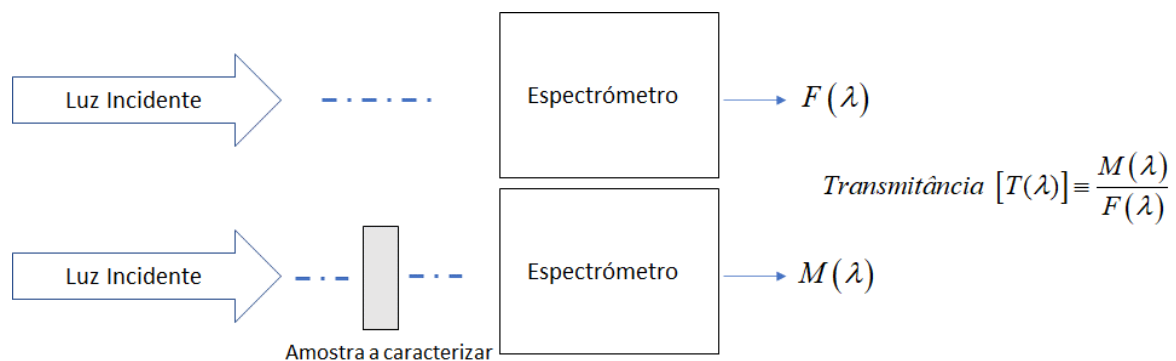 Luz Incidente
Espectrómetro
F(λ)
Transmitância [T(λ)] ≡ M(λ)/F(λ)
Luz Incidente
Espectrómetro
M(λ)
Amostra a caracterizar